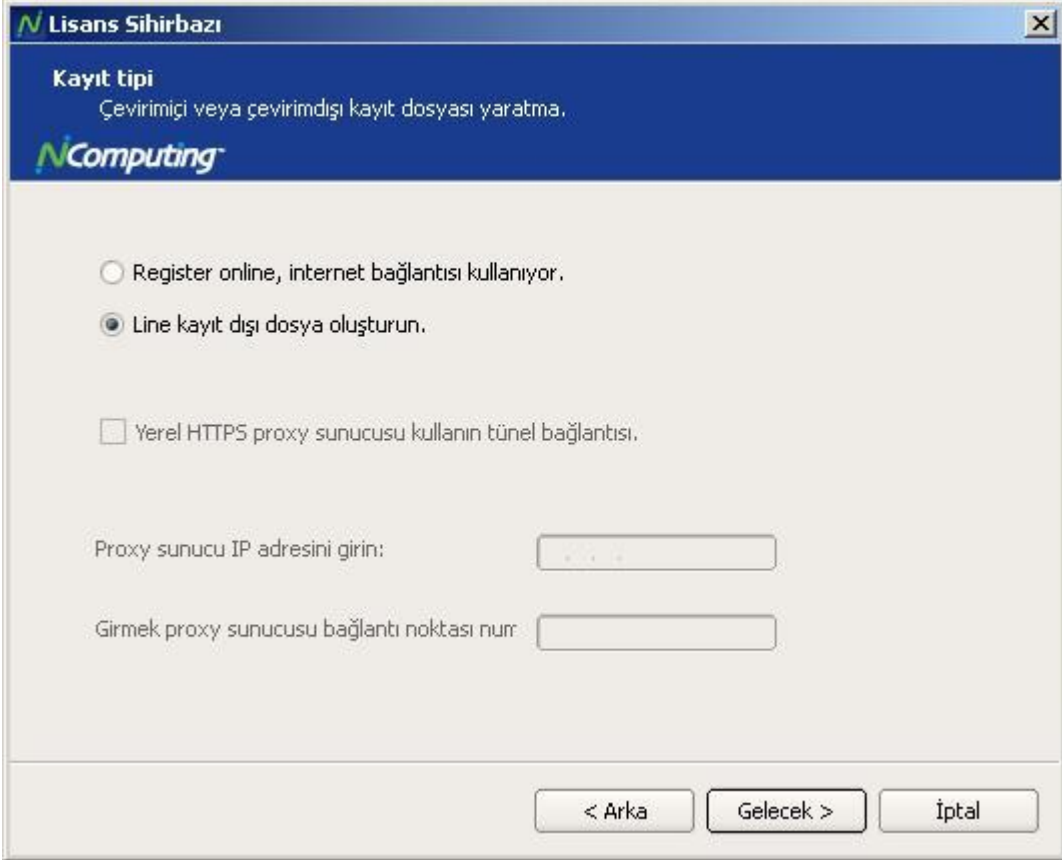 Lisans Sihirbazı
Kayıt tipi
Çevirimiçi veya çevirimdışı kayıt dosyası yaratma.
NComputing
Register online, internet bağlantısı kullanıyor.
Line kayıt dışı dosya oluşturun.
Yerel HTTPS proxy sunucusu kullanın tünel bağlantısı.
Proxy sunucu IP adresini girin:
Girmek proxy sunucusu bağlantı noktası num
< Arka
Gelecek >
İptal